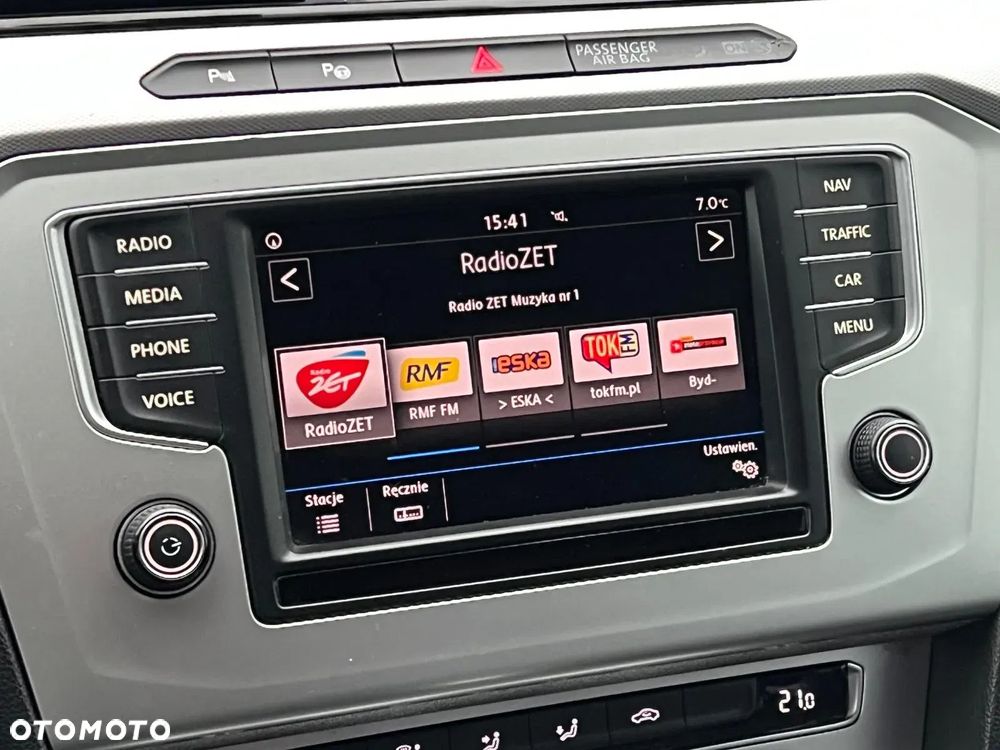 P
P
PASSENGER
AIR BAG
ON
RADIO
MEDIA
PHONE
VOICE
NAV
TRAFFIC
CAR
MENU
15:41
7.0°C
<
RadioZET
>
Radio ZET Muzyka nr 1
Radio
ZET
RMF
ESKA
TOK
FM
RadioZET
RMF FM
> ESKA <
tokfm.pl
Byd-
Ustawien.
Stacje
Ręcznie
21.0
OTOMOTO